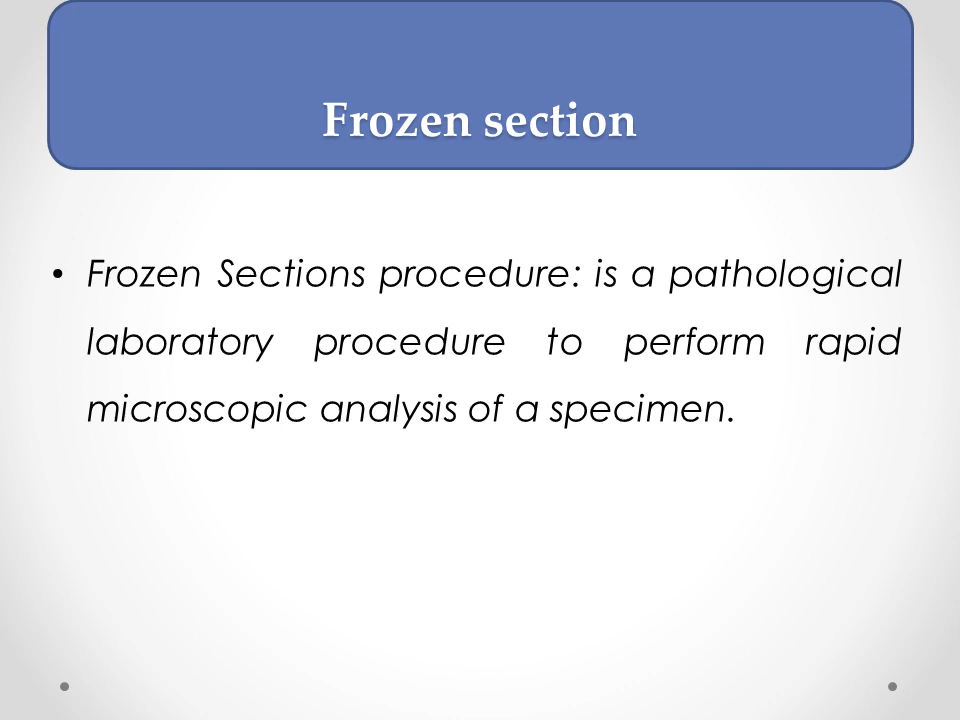 Frozen section
• Frozen Sections procedure: is a pathological
laboratory procedure to perform rapid
microscopic analysis of a specimen.